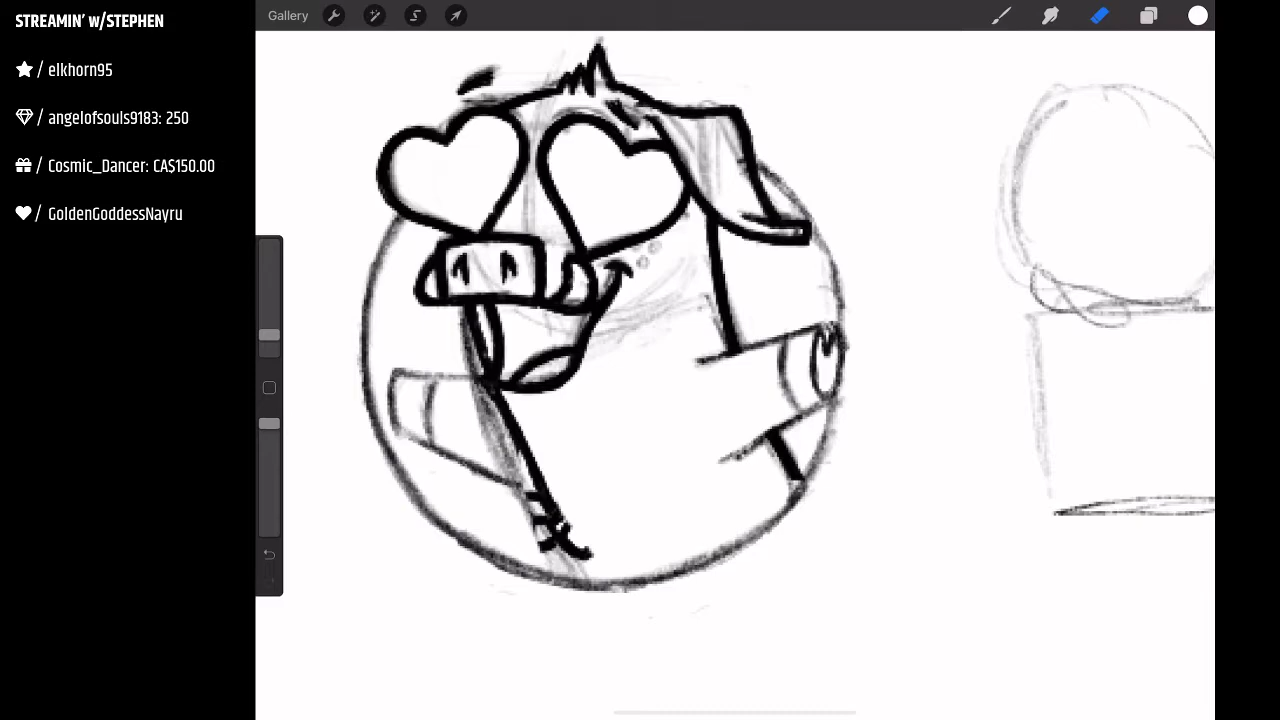 STREAMIN' w/STEPHEN
/ elkhorn95
/ angelofsouls9183: 250
/ Cosmic_Dancer: CA$150.00
/ GoldenGoddessNayru
Gallery